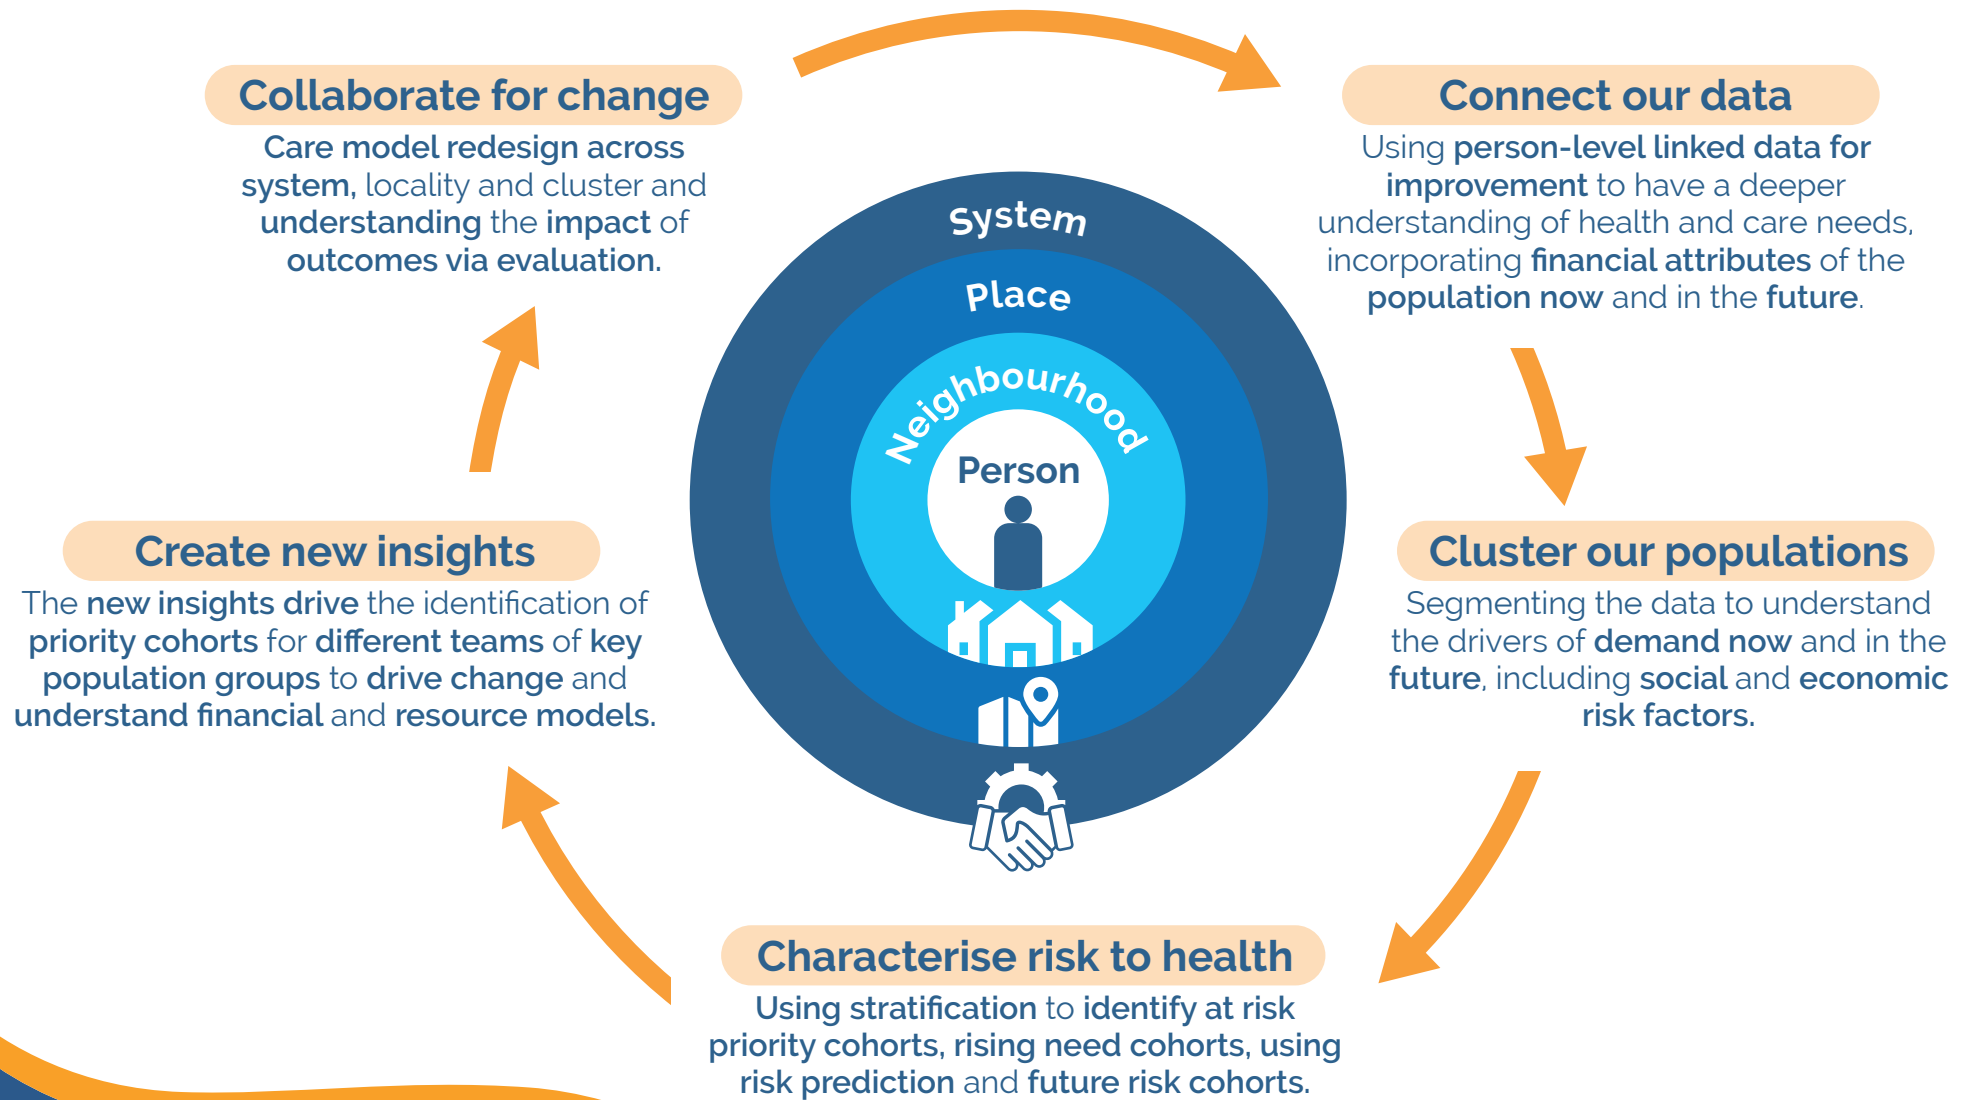 Collaborate for change
Care model redesign across
system, locality and cluster and
understanding the impact of
outcomes via evaluation.
Connect our data
Using person-level linked data for
improvement to have a deeper
understanding of health and care needs,
incorporating financial attributes of the
population now and in the future.
System
Place
Neighbourhood
Person
Create new insights
The new insights drive the identification of
priority cohorts for different teams of key
population groups to drive change and
understand financial and resource models.
Cluster our populations
Segmenting the data to understand
the drivers of demand now and in the
future, including social and economic
risk factors.
Characterise risk to health
Using stratification to identify at risk
priority cohorts, rising need cohorts, using
risk prediction and future risk cohorts.